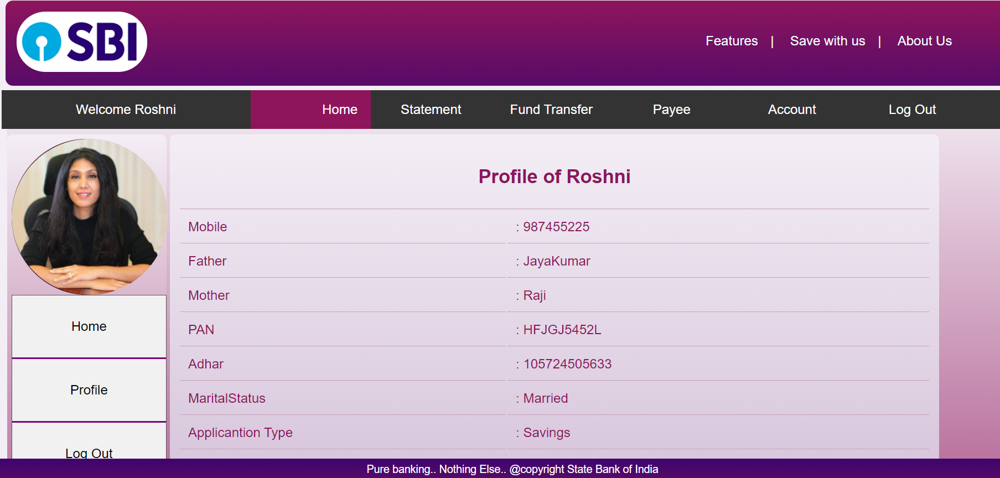 SBI
Features | Save with us | About Us
Welcome Roshni Home Statement Fund Transfer Payee Account Log Out
Profile of Roshni
Mobile : 987455225
Father : JayaKumar
Mother : Raji
PAN : HFJGJ5452L
Adhar : 105724505633
MaritalStatus : Married
Applicantion Type : Savings
Home
Profile
Log Out
Pure banking.. Nothing Else.. @copyright State Bank of India